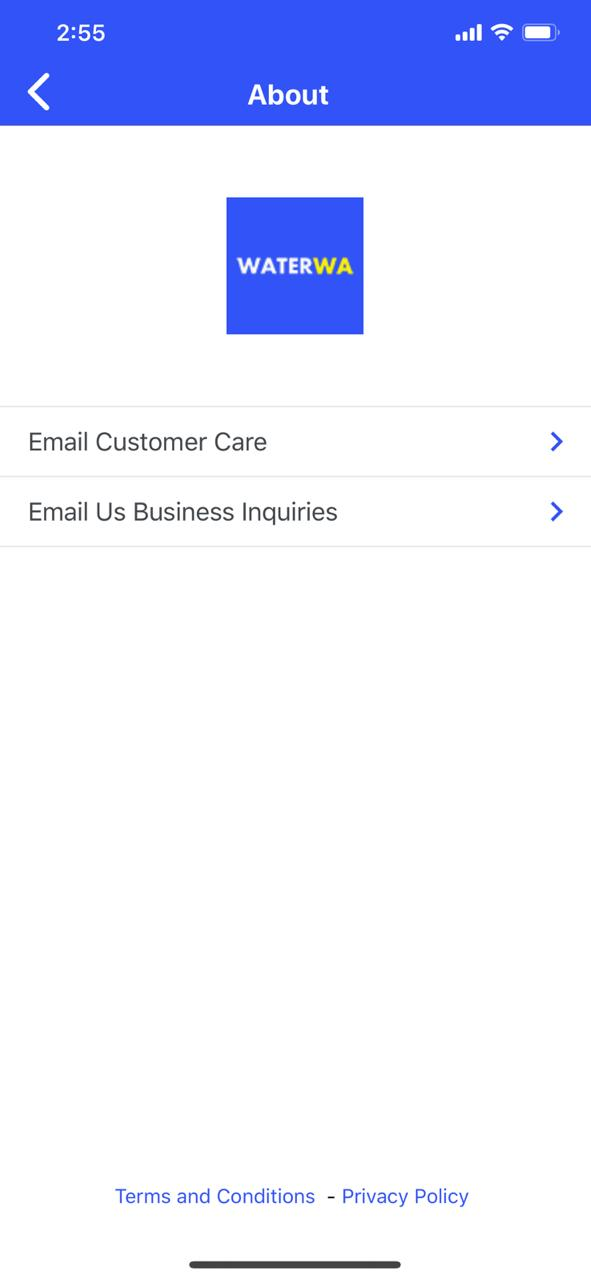 2:55
About
WATERWA
Email Customer Care
Email Us Business Inquiries
Terms and Conditions - Privacy Policy